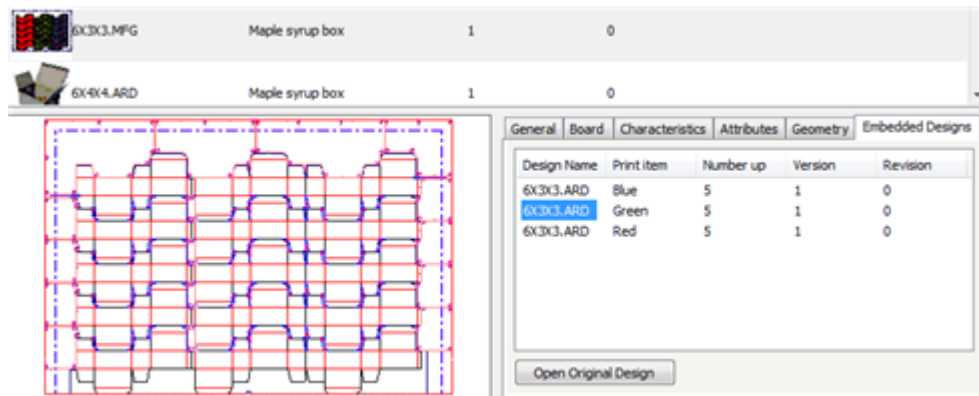 6X3X3.MFG Maple syrup box 1 0
6X4X4.ARD Maple syrup box 1 0
General Board Characteristics Attributes Geometry Embedded Designs
Design Name Print item Number up Version Revision
6X3X3.ARD Blue 5 1 0
6X3X3.ARD Green 5 1 0
6X3X3.ARD Red 5 1 0
Open Original Design